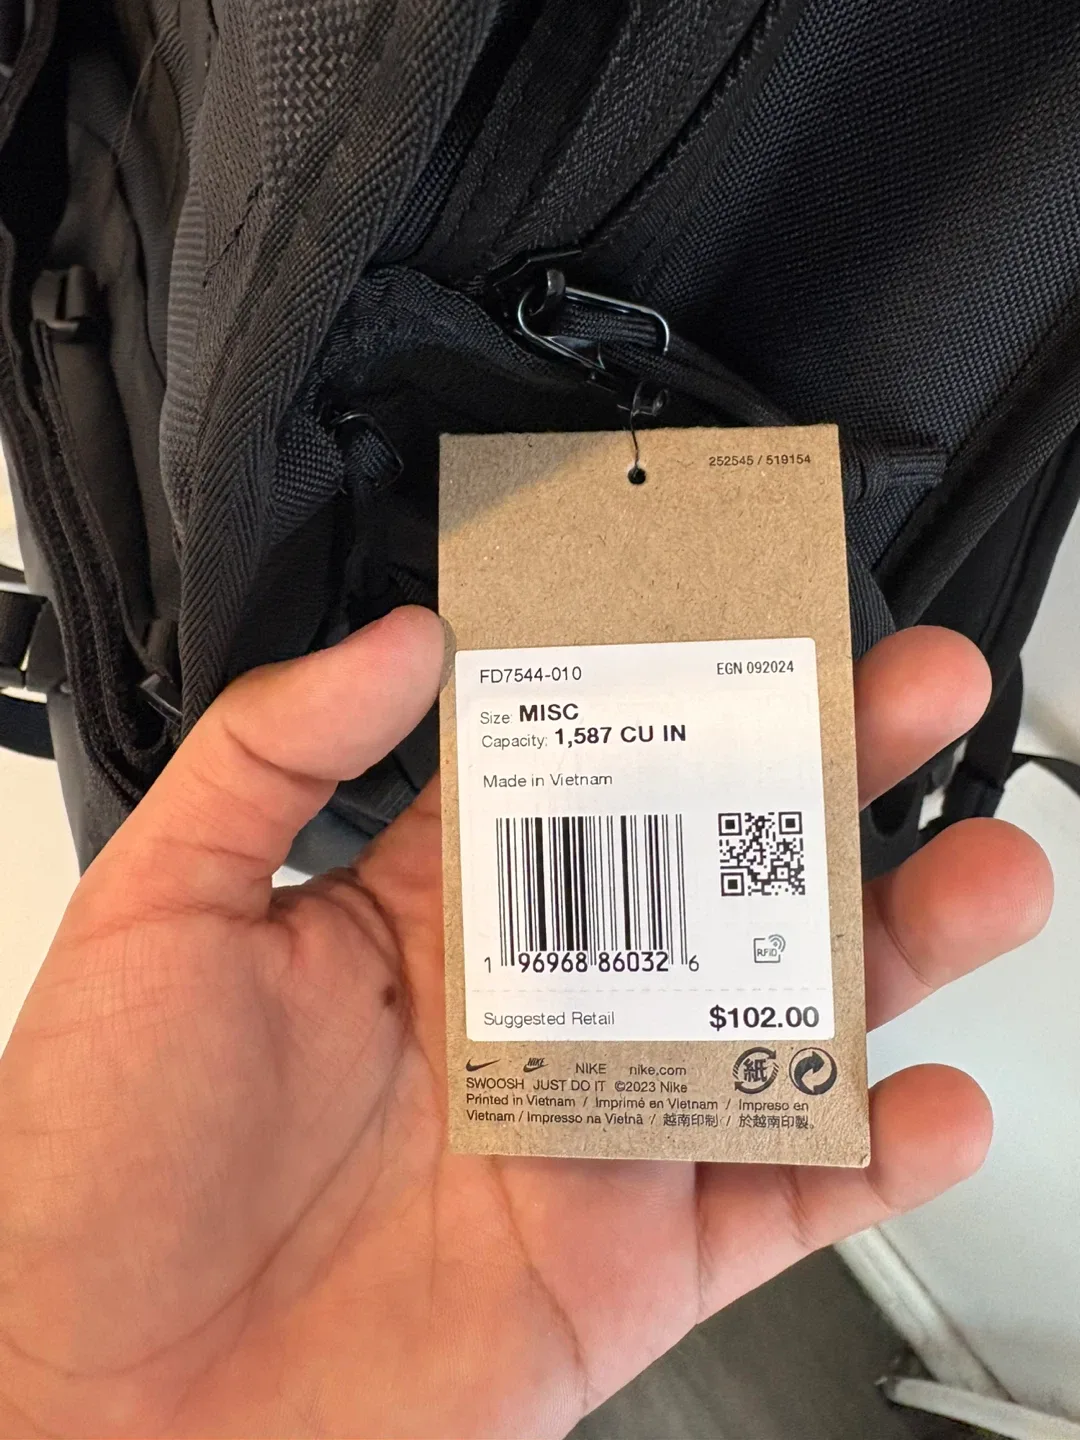 252545 / 519154
FD7544-010
EGN 092024
Size: MISC
Capacity: 1,587 CU IN
Made in Vietnam
1 96968 86032 6
RFID
Suggested Retail
$102.00
NIKE NIKE nike.com
SWOOSH JUST DO IT ©2023 Nike
紙
Printed in Vietnam / Imprimé en Vietnam / Impreso en
Vietnam / Impresso na Vietnã / 越南印制 / 於越南印製。